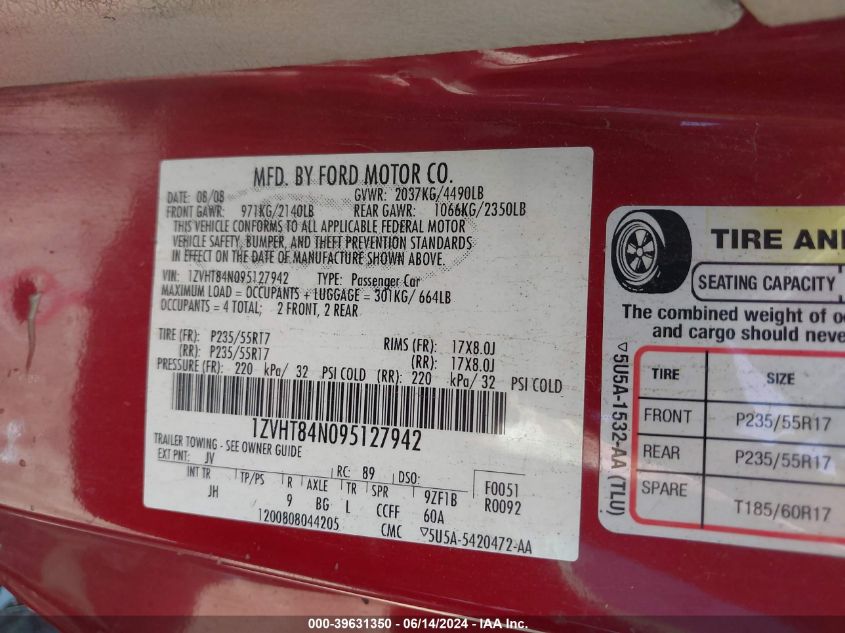 MFD. BY FORD MOTOR CO.
DATE: 08/08 GVWR: 2037KG/4490LB
FRONT GAWR: 971KG/2140LB REAR GAWR: 1066KG/2350LB
THIS VEHICLE CONFORMS TO ALL APPLICABLE FEDERAL MOTOR
VEHICLE SAFETY, BUMPER, AND THEFT PREVENTION STANDARDS
IN EFFECT ON THE DATE OF MANUFACTURE SHOWN ABOVE.
VIN: 1ZVHT84N095127942 TYPE: Passenger Car
MAXIMUM LOAD = OCCUPANTS + LUGGAGE = 301KG/ 664LB
OCCUPANTS = 4 TOTAL; 2 FRONT, 2 REAR
TIRE (FR): P235/55R17 RIMS (FR): 17X8.0J
(RR): P235/55R17 (RR): 17X8.0J
PRESSURE (FR): 220 kPa/ 32 PSI COLD (RR): 220 kPa/ 32 PSI COLD
1ZVHT84N095127942
TRAILER TOWING - SEE OWNER GUIDE
EXT PNT: JV RC: 89 DSO: F0051
INT TR TP/PS R AXLE TR SPR 9ZF1B R0092
JH 9 BG L CCFF 60A
1200808044205 CMC ▽5U5A-5420472-AA
TIRE AN
SEATING CAPACITY
The combined weight of o
and cargo should neve
▽5U5A-1532-AA (TLU)
TIRE SIZE
FRONT P235/55R17
REAR P235/55R17
SPARE T185/60R17
000-39631350 - 06/14/2024 - IAA Inc.